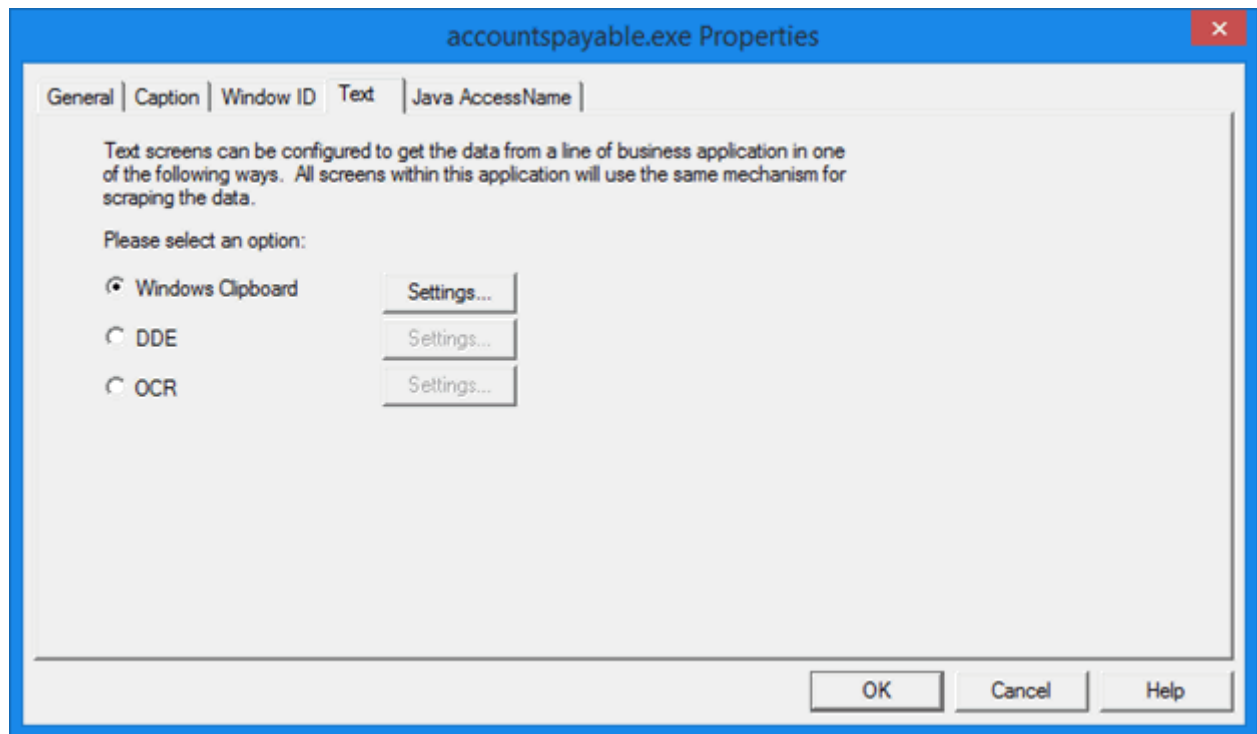 accountspayable.exe Properties
General Caption Window ID Text Java AccessName
Text screens can be configured to get the data from a line of business application in one
of the following ways. All screens within this application will use the same mechanism for
scraping the data.
Please select an option:
Windows Clipboard Settings...
DDE Settings...
OCR Settings...
OK Cancel Help